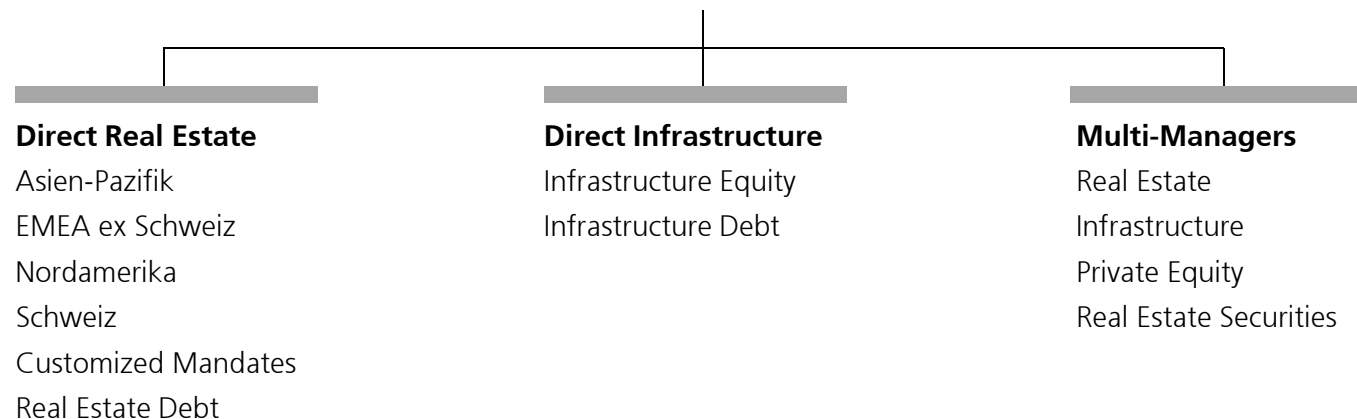 Direct Real Estate
Asien-Pazifik
EMEA ex Schweiz
Nordamerika
Schweiz
Customized Mandates
Real Estate Debt
Direct Infrastructure
Infrastructure Equity
Infrastructure Debt
Multi-Managers
Real Estate
Infrastructure
Private Equity
Real Estate Securities